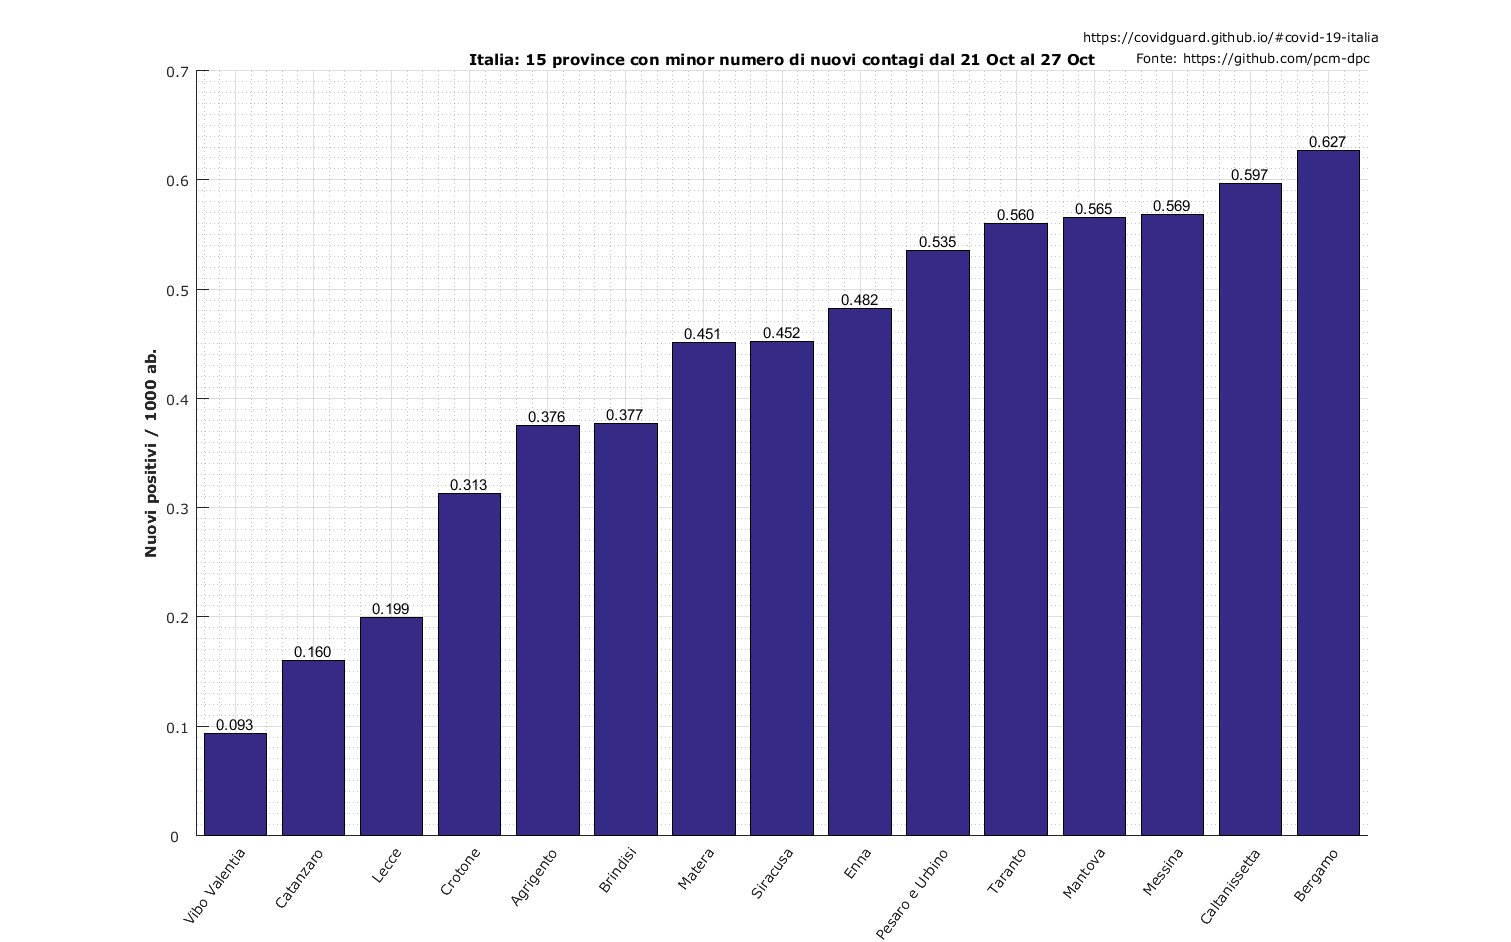 https://covidguard.github.io/#covid-19-italia
Italia: 15 province con minor numero di nuovi contagi dal 21 Oct al 27 Oct
Fonte: https://github.com/pcm-dpc
Nuovi positivi / 1000 ab.
0.7
0.6
0.5
0.4
0.3
0.2
0.1
0
0.093
0.160
0.199
0.313
0.376
0.377
0.451
0.452
0.482
0.535
0.560
0.565
0.569
0.597
0.627
Vibo Valentia
Catanzaro
Lecce
Crotone
Agrigento
Brindisi
Matera
Siracusa
Enna
Pesaro e Urbino
Taranto
Mantova
Messina
Caltanissetta
Bergamo